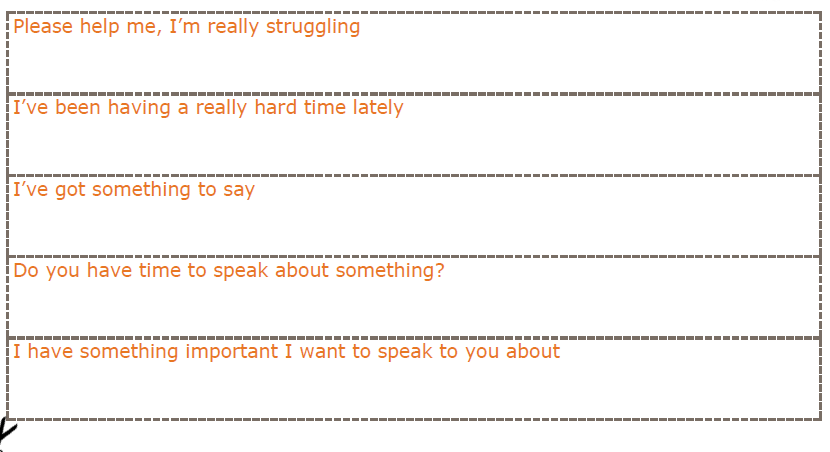 Please help me, I’m really struggling
I’ve been having a really hard time lately
I’ve got something to say
Do you have time to speak about something?
I have something important I want to speak to you about